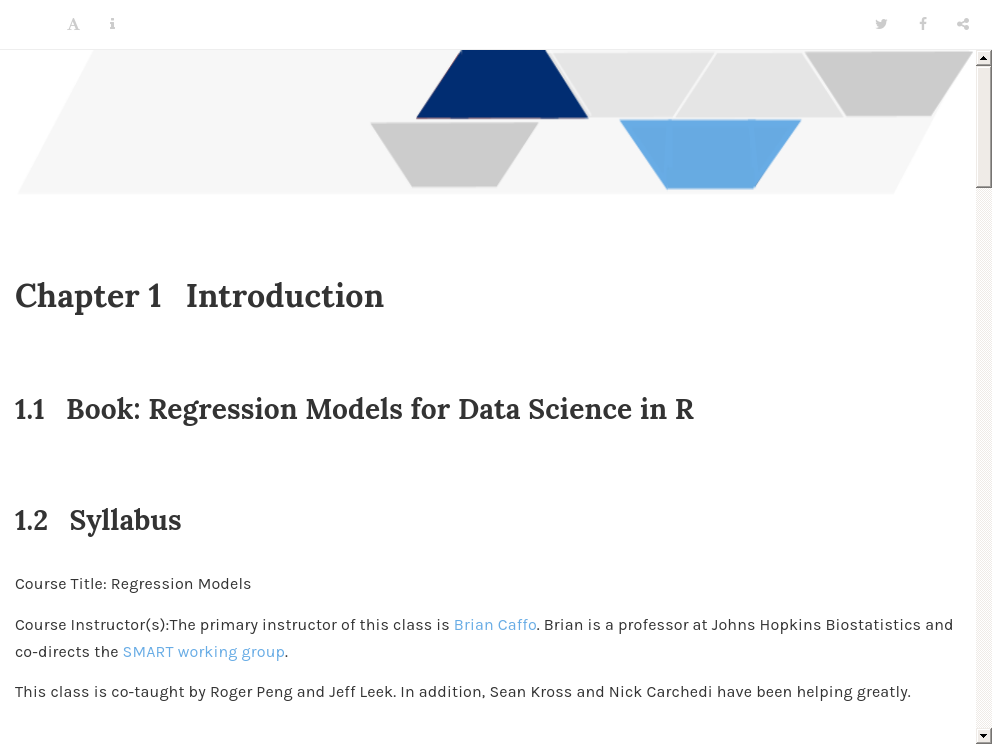 A
Chapter 1 Introduction
1.1 Book: Regression Models for Data Science in R
1.2 Syllabus
Course Title: Regression Models
Course Instructor(s):The primary instructor of this class is Brian Caffo. Brian is a professor at Johns Hopkins Biostatistics and
co-directs the SMART working group.
This class is co-taught by Roger Peng and Jeff Leek. In addition, Sean Kross and Nick Carchedi have been helping greatly.